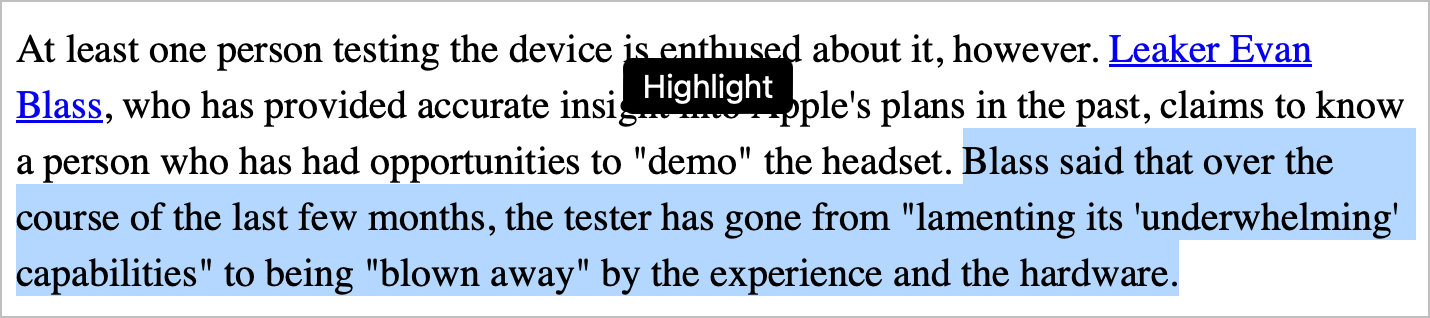 At least one person testing the device is enthused about it, however. Leaker Evan
Highlight
Blass, who has provided accurate insight into Apple's plans in the past, claims to know
a person who has had opportunities to "demo" the headset. Blass said that over the
course of the last few months, the tester has gone from "lamenting its 'underwhelming'
capabilities" to being "blown away" by the experience and the hardware.